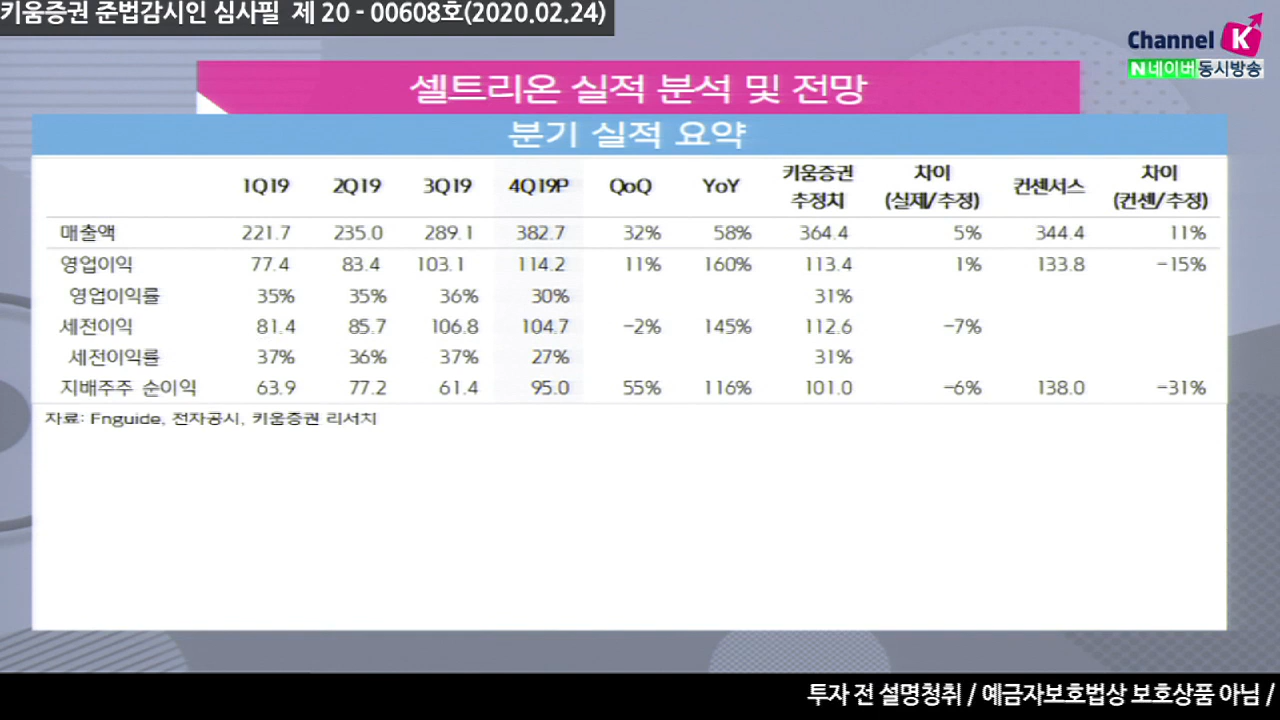 키움증권 준법감시인 심사필 제 20 - 00608호(2020.02.24)
Channel K
N 네이버 동시방송
셀트리온 실적 분석 및 전망
분기 실적 요약
1Q19 2Q19 3Q19 4Q19P QoQ YoY 키움증권 추정치 차이 (실제/추정) 컨센서스 차이 (컨센/추정)
매출액 221.7 235.0 289.1 382.7 32% 58% 364.4 5% 344.4 11%
영업이익 77.4 83.4 103.1 114.2 11% 160% 113.4 1% 133.8 -15%
영업이익률 35% 35% 36% 30% 31%
세전이익 81.4 85.7 106.8 104.7 -2% 145% 112.6 -7%
세전이익률 37% 36% 37% 27% 31%
지배주주 순이익 63.9 77.2 61.4 95.0 55% 116% 101.0 -6% 138.0 -31%
자료: Fnguide, 전자공시, 키움증권 리서치
투자 전 설명청취 / 예금자보호법상 보호상품 아님 /